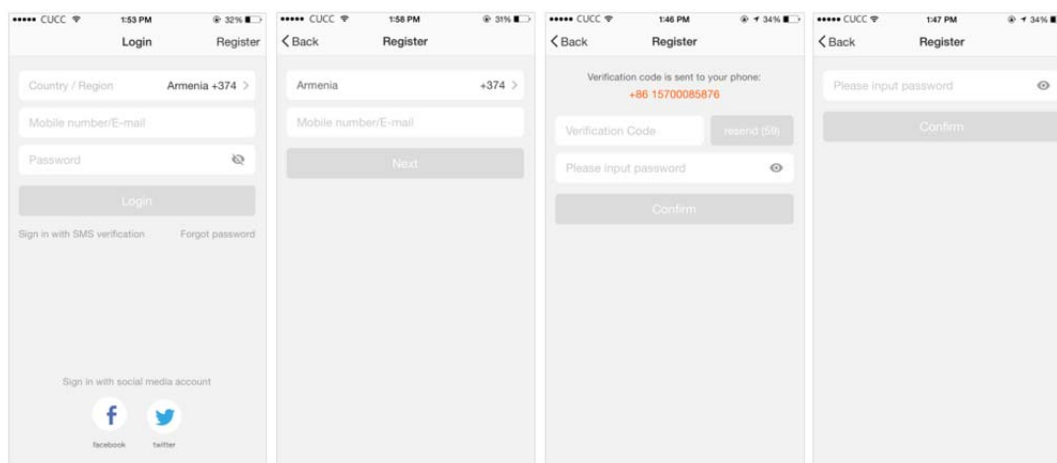 CUCC 1:53 PM 32%
Login Register
Country / Region Armenia +374 >
Mobile number/E-mail
Password
Login
Sign in with SMS verification Forgot password
Sign in with social media account
facebook twitter
CUCC 1:58 PM 31%
< Back Register
Armenia +374 >
Mobile number/E-mail
Next
CUCC 1:46 PM 34%
< Back Register
Verification code is sent to your phone:
+86 15700085876
Verification Code resend (59)
Please input password
Confirm
CUCC 1:47 PM 34%
< Back Register
Please input password
Confirm